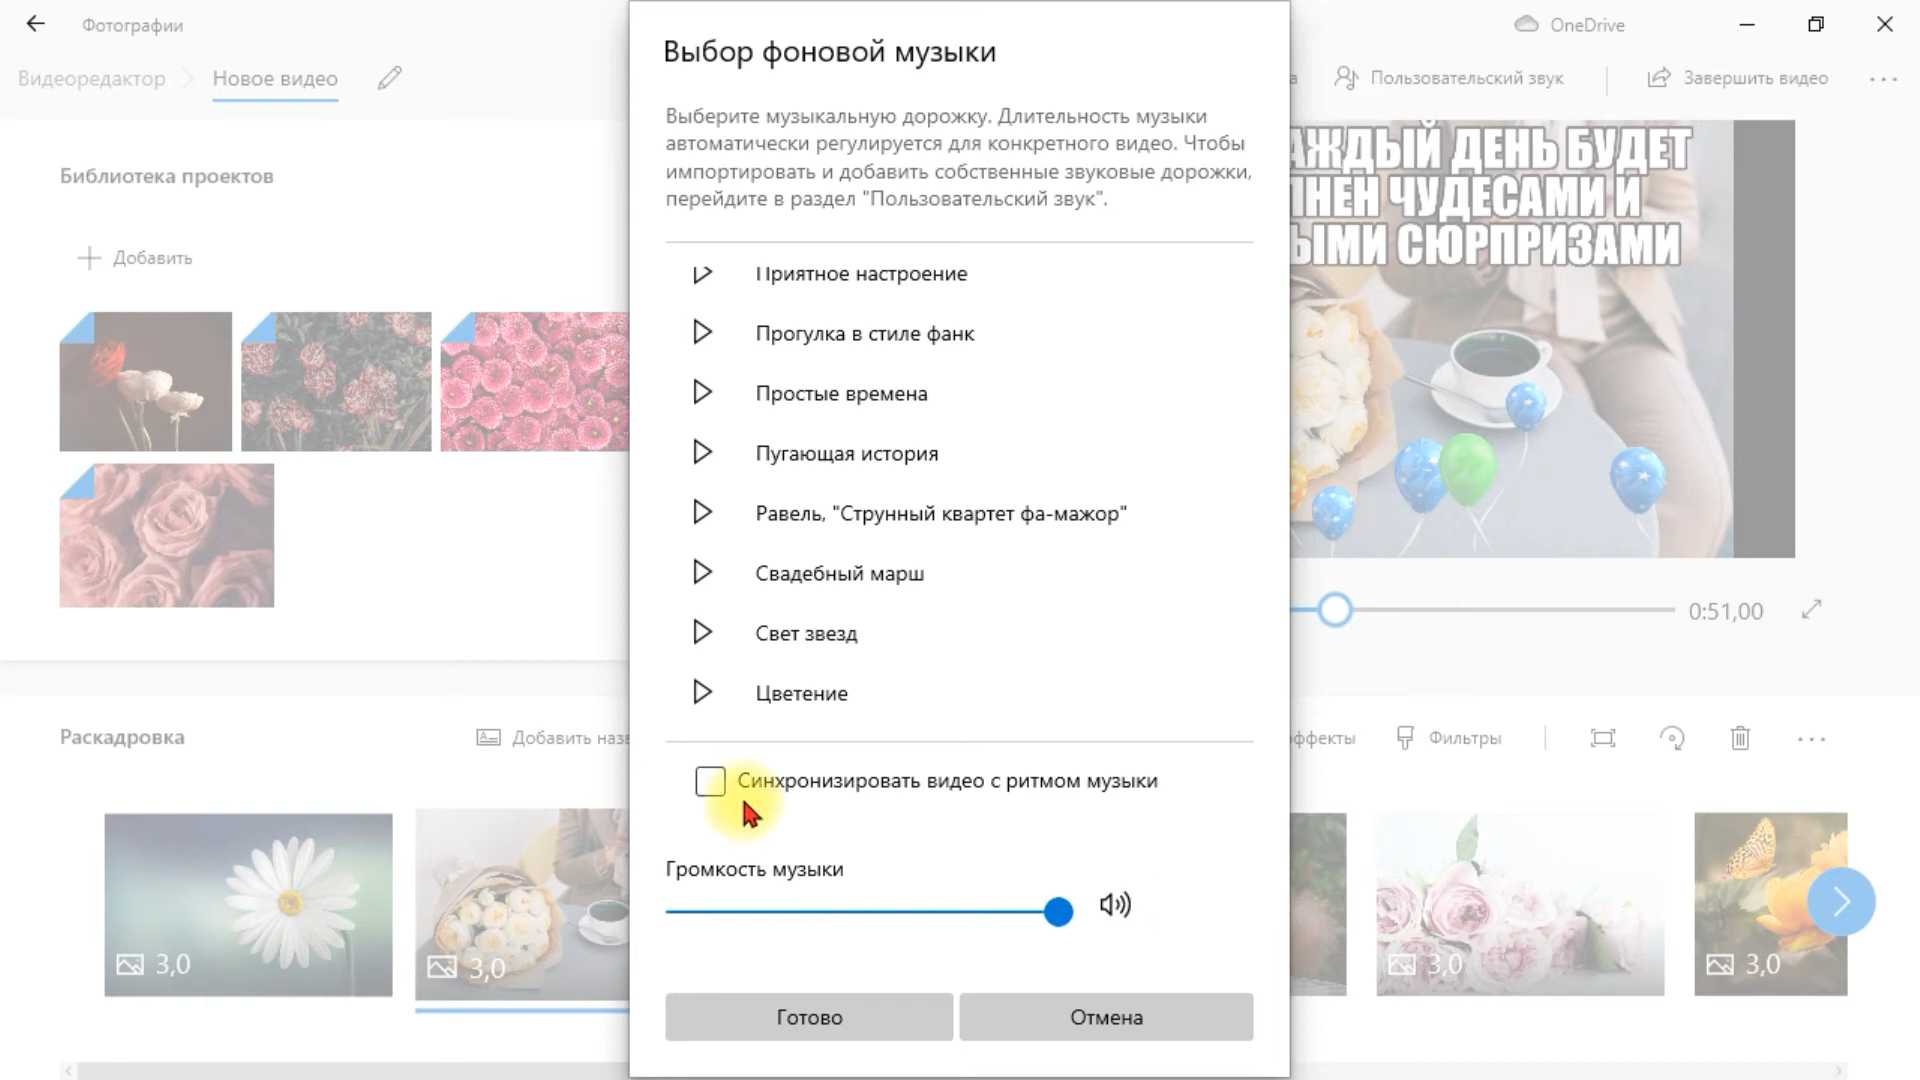 Фотографии
OneDrive
Видеоредактор
Новое видео
Пользовательский звук
Завершить видео
Выбор фоновой музыки
Выберите музыкальную дорожку. Длительность музыки
автоматически регулируется для конкретного видео. Чтобы
импортировать и добавить собственные звуковые дорожки,
перейдите в раздел "Пользовательский звук".
Библиотека проектов
Добавить
Приятное настроение
Прогулка в стиле фанк
Простые времена
Пугающая история
Равель, "Струнный квартет фа-мажор"
Свадебный марш
Свет звезд
Цветение
АЖДЫЙ ДЕНЬ БУДЕТ
ЛНЕН ЧУДЕСАМИ И
ЫМИ СЮРПРИЗАМИ
0:51,00
Раскадровка
Добавить назв
ффекты
Фильтры
Синхронизировать видео с ритмом музыки
Громкость музыки
3,0
3,0
3,0
3,0
Готово
Отмена